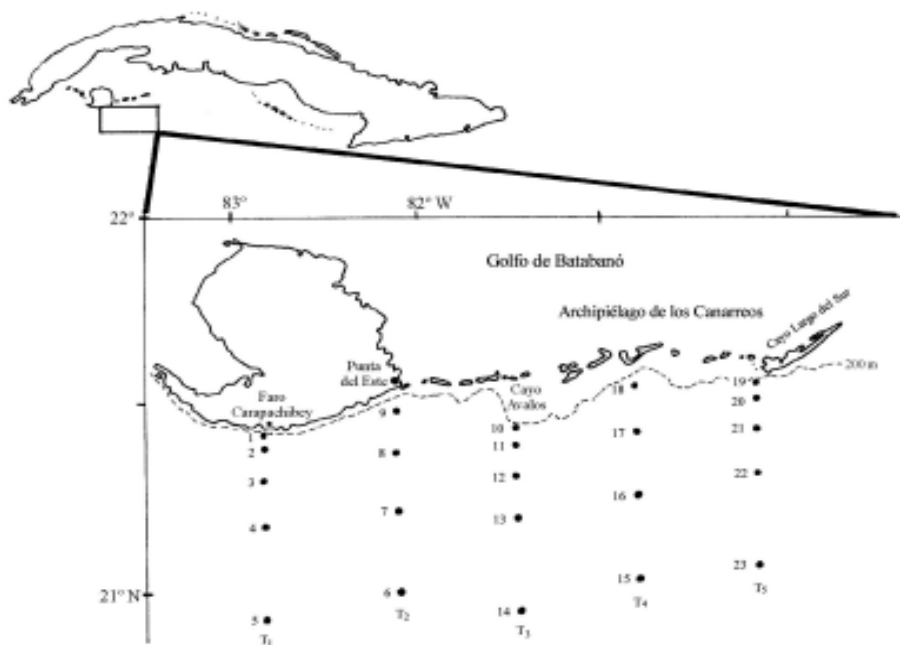 83°
82° W
22°
Golfo de Batabanó
Archipiélago de los Canarreos
Cayo Largo del Sur
Punta
del Este
200 m
Faro
Carapachibey
Cayo
Avalos
18
19
20
9
1
10
17
21
2
11
8
3
12
22
16
7
13
4
23
15
21° N
6
T4
T5
14
T2
5
T3
T1